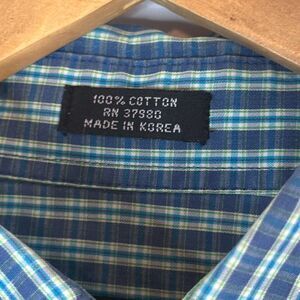 100% COTTON
RN 37980
MADE IN KOREA